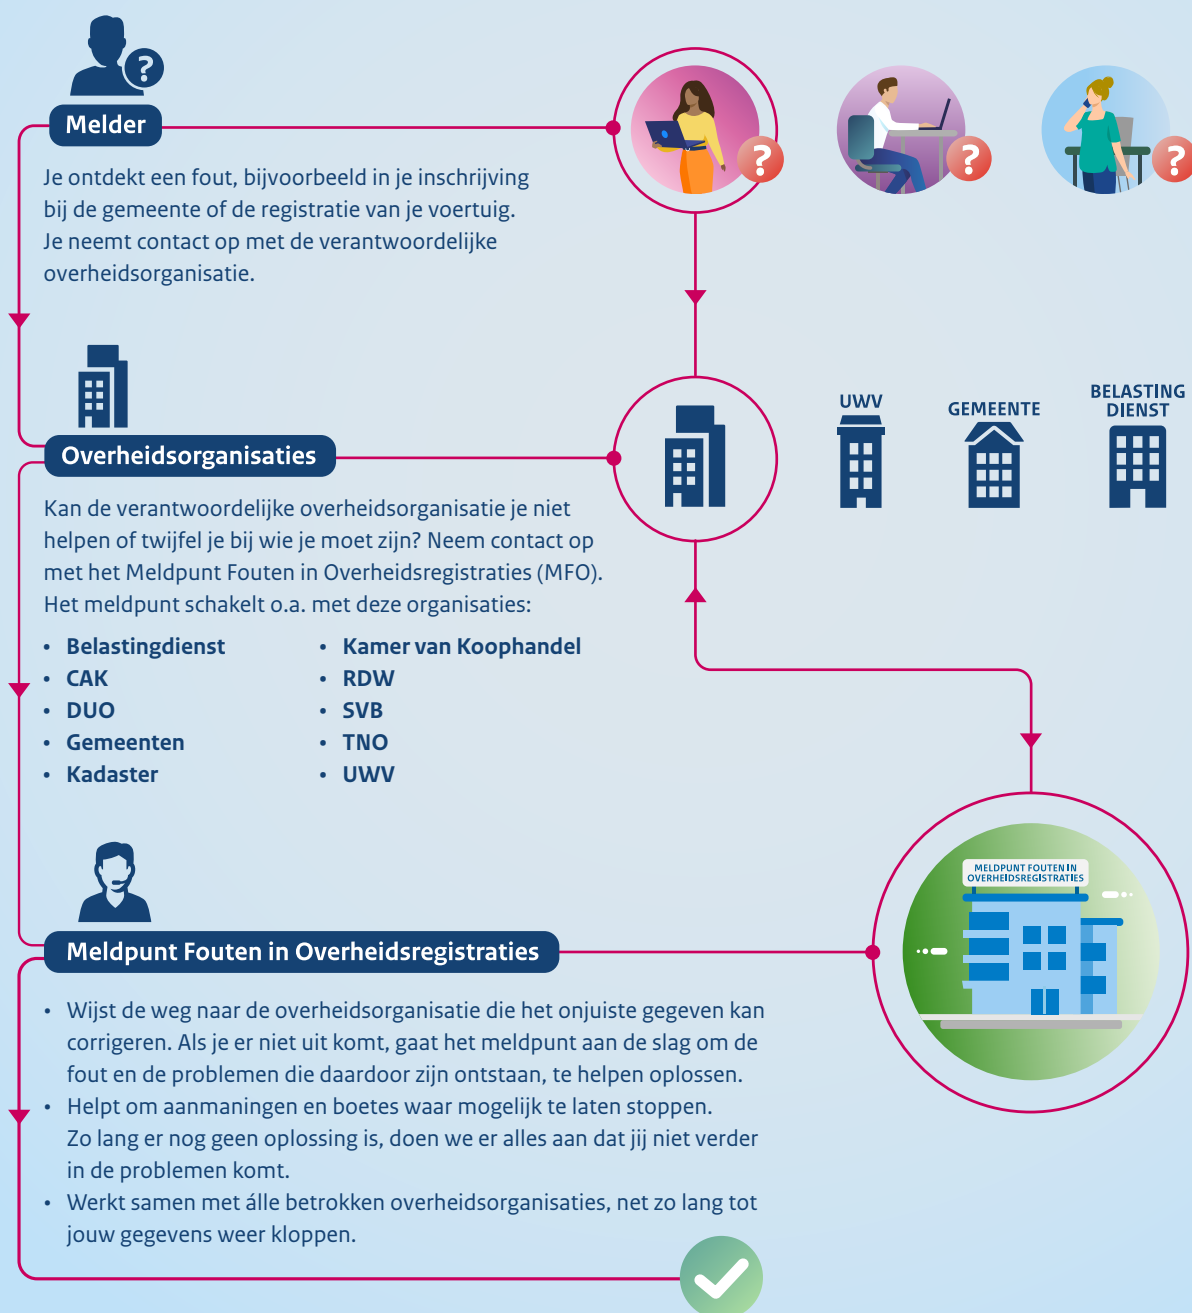 ?
Melder
Je ontdekt een fout, bijvoorbeeld in je inschrijving
bij de gemeente of de registratie van je voertuig.
Je neemt contact op met de verantwoordelijke
overheidsorganisatie.
?
?
?
Overheidsorganisaties
Kan de verantwoordelijke overheidsorganisatie je niet
helpen of twijfel je bij wie je moet zijn? Neem contact op
met het Meldpunt Fouten in Overheidsregistraties (MFO).
Het meldpunt schakelt o.a. met deze organisaties:
• Belastingdienst
• CAK
• DUO
• Gemeenten
• Kadaster
• Kamer van Koophandel
• RDW
• SVB
• TNO
• UWV
UWV
GEMEENTE
BELASTING
DIENST
MELDPUNT FOUTEN IN
OVERHEIDSREGISTRATIES
Meldpunt Fouten in Overheidsregistraties
• Wijst de weg naar de overheidsorganisatie die het onjuiste gegeven kan
corrigeren. Als je er niet uit komt, gaat het meldpunt aan de slag om de
fout en de problemen die daardoor zijn ontstaan, te helpen oplossen.
• Helpt om aanmaningen en boetes waar mogelijk te laten stoppen.
Zo lang er nog geen oplossing is, doen we er alles aan dat jij niet verder
in de problemen komt.
• Werkt samen met álle betrokken overheidsorganisaties, net zo lang tot
jouw gegevens weer kloppen.